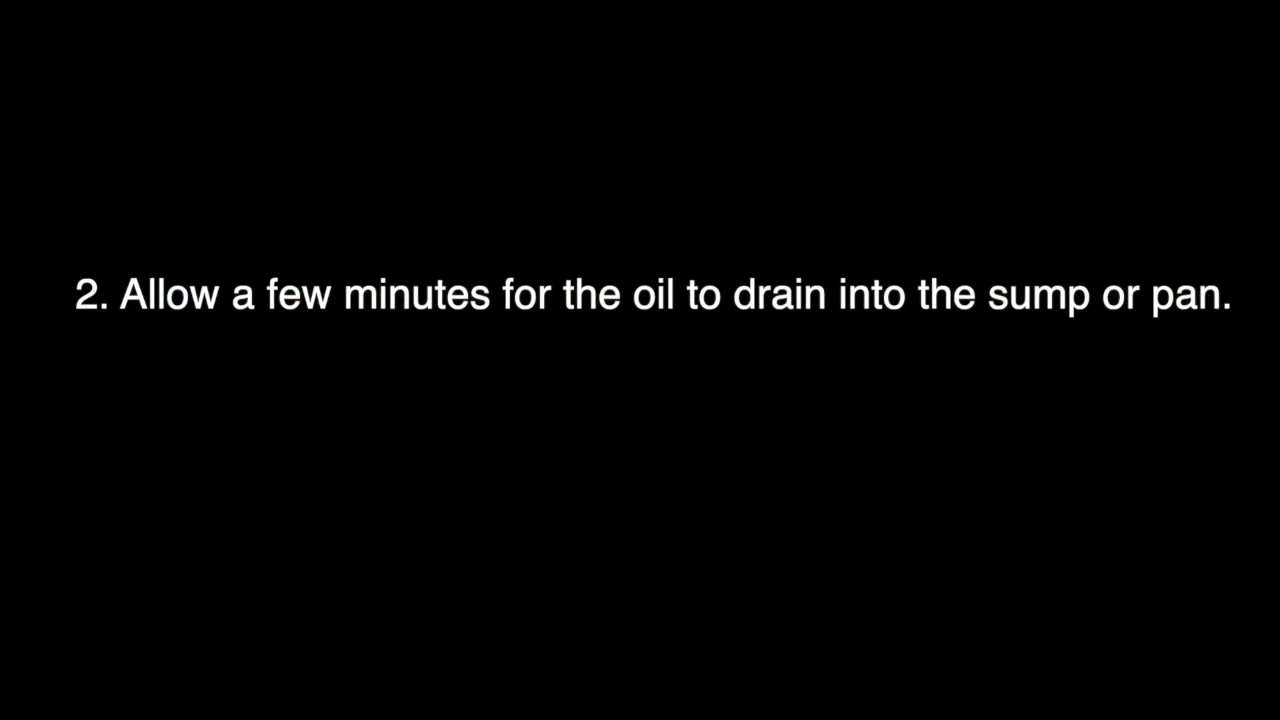 2. Allow a few minutes for the oil to drain into the sump or pan.